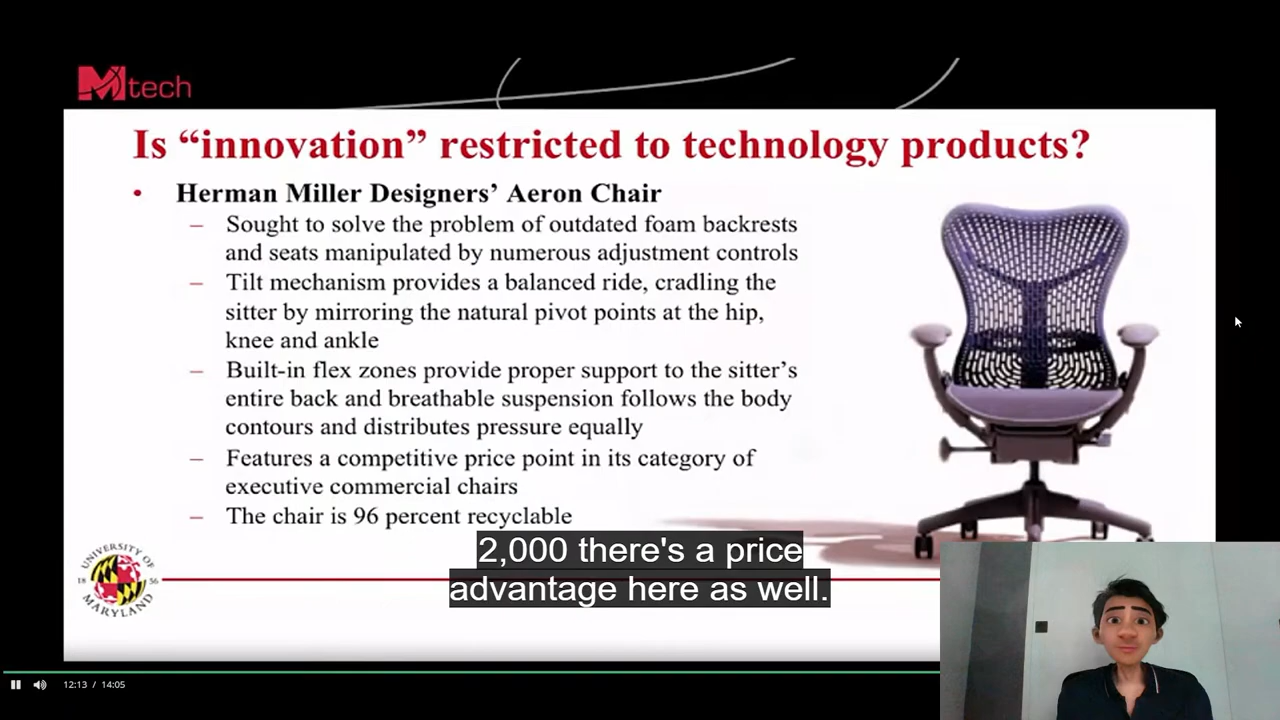 Mtech
Is “innovation” restricted to technology products?
• Herman Miller Designers’ Aeron Chair
– Sought to solve the problem of outdated foam backrests
and seats manipulated by numerous adjustment controls
– Tilt mechanism provides a balanced ride, cradling the
sitter by mirroring the natural pivot points at the hip,
knee and ankle
– Built-in flex zones provide proper support to the sitter’s
entire back and breathable suspension follows the body
contours and distributes pressure equally
– Features a competitive price point in its category of
executive commercial chairs
– The chair is 96 percent recyclable
2,000 there's a price
advantage here as well.
UNIVERSITY OF
18 56
MARYLAND
12:13 / 14:05